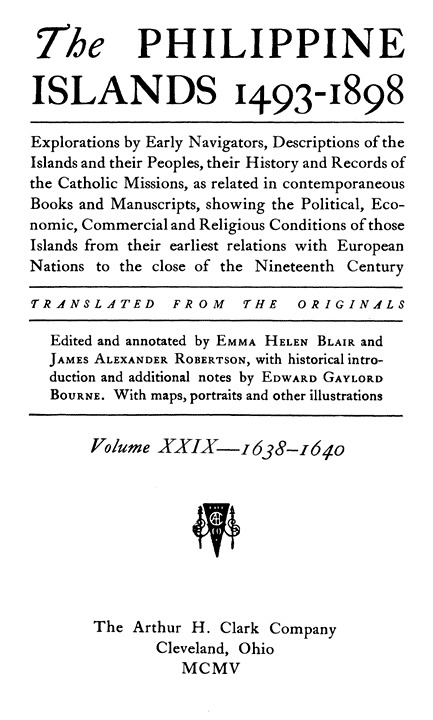 The PHILIPPINE
ISLANDS 1493-1898
Explorations by Early Navigators, Descriptions of the
Islands and their Peoples, their History and Records of
the Catholic Missions, as related in contemporaneous
Books and Manuscripts, showing the Political, Eco-
nomic, Commercial and Religious Conditions of those
Islands from their earliest relations with European
Nations to the close of the Nineteenth Century
TRANSLATED FROM THE ORIGINALS
Edited and annotated by EMMA HELEN BLAIR and
JAMES ALEXANDER ROBERTSON, with historical intro-
duction and additional notes by EDWARD GAYLORD
BOURNE. With maps, portraits and other illustrations
Volume XXIX—1638–1640
The Arthur H. Clark Company
Cleveland, Ohio
MCMV